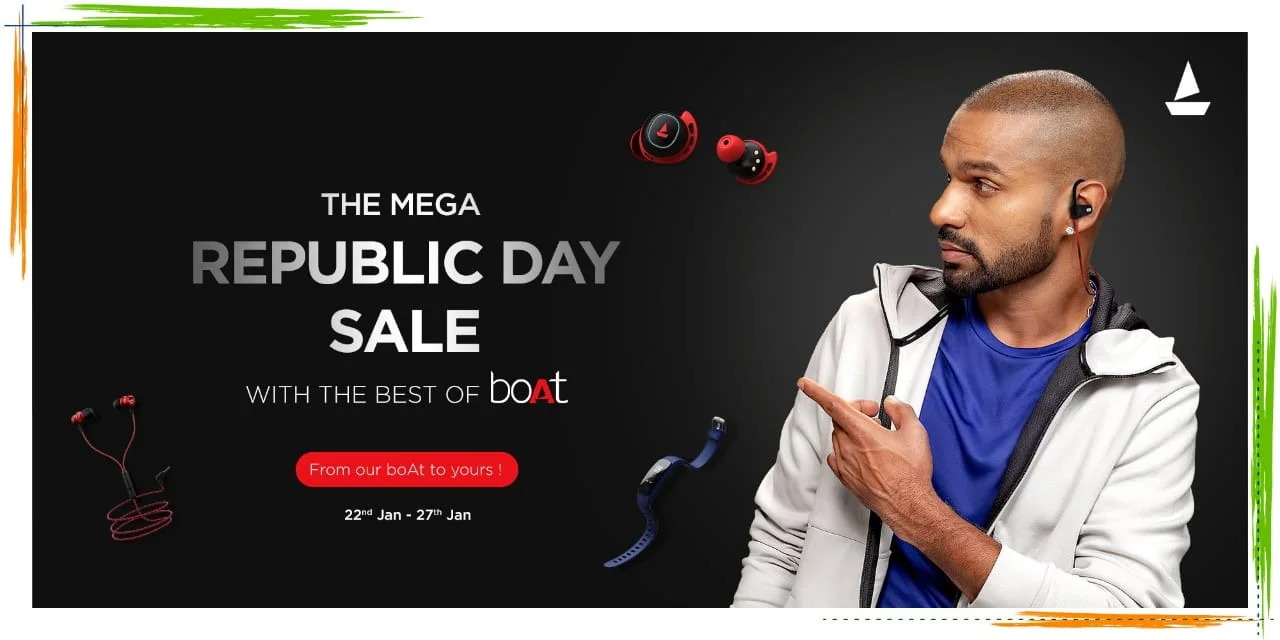 THE MEGA
REPUBLIC DAY
SALE
WITH THE BEST OF boAt
From our boAt to yours !
22nd Jan - 27th Jan